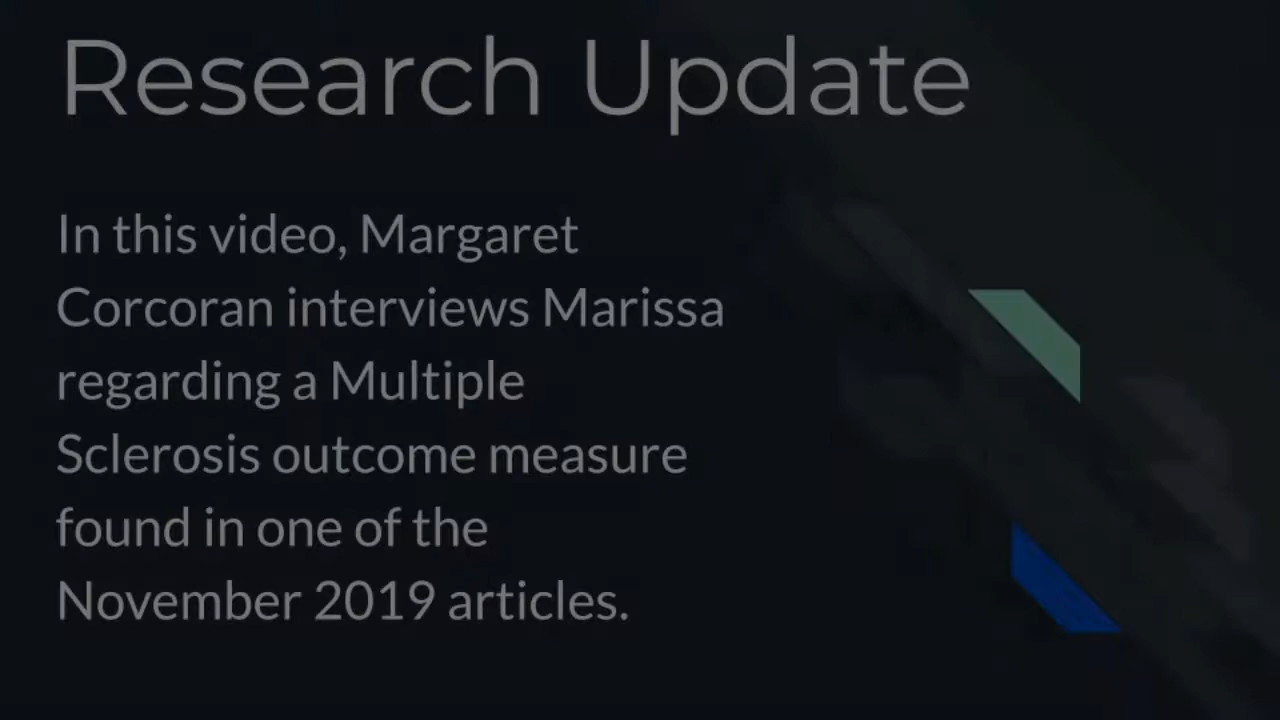 Research Update
In this video, Margaret
Corcoran interviews Marissa
regarding a Multiple
Sclerosis outcome measure
found in one of the
November 2019 articles.